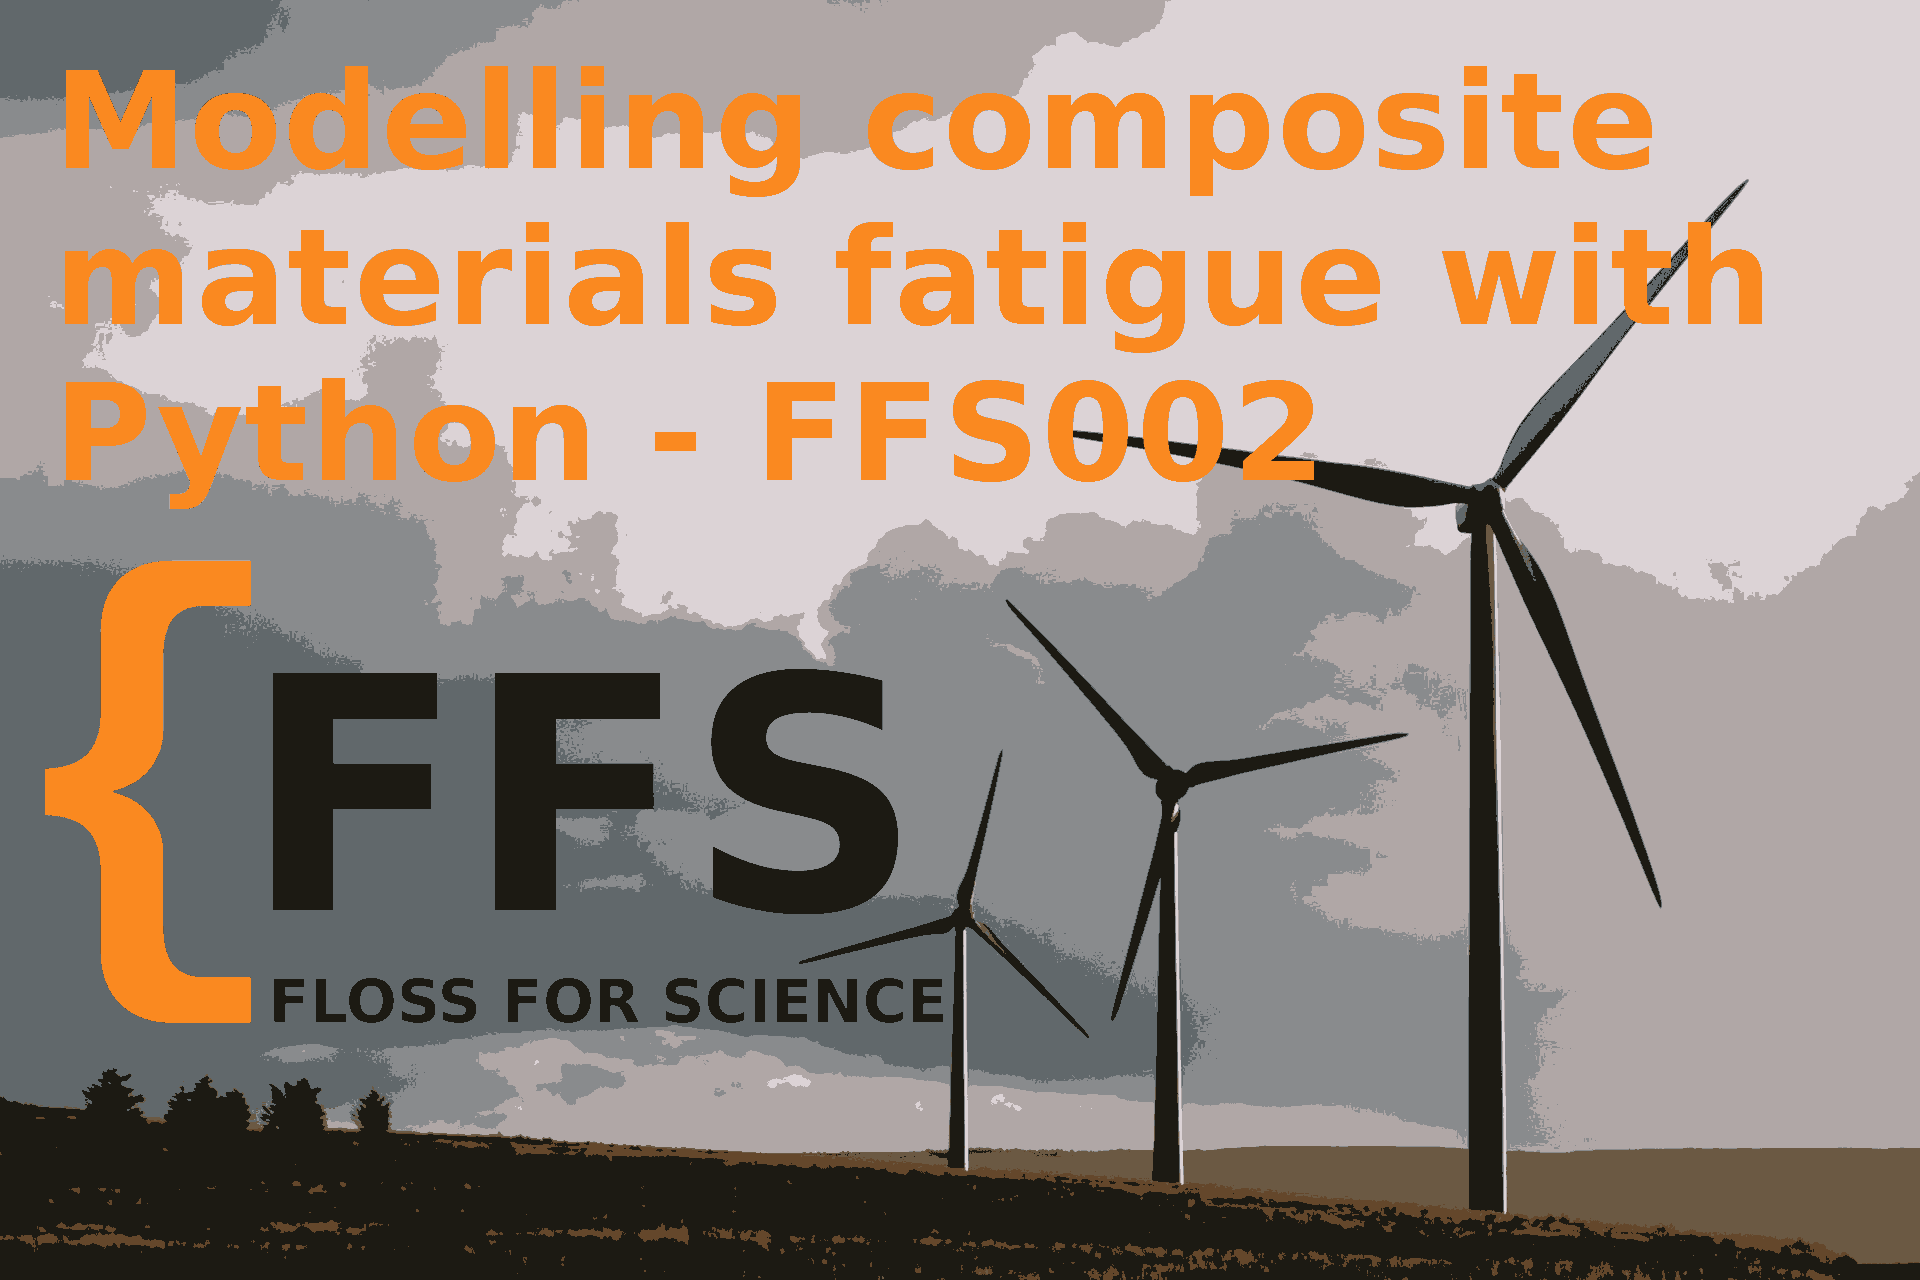 Modelling composite
materials fatigue with
Python - FFS002
{
FFS
FLOSS FOR SCIENCE